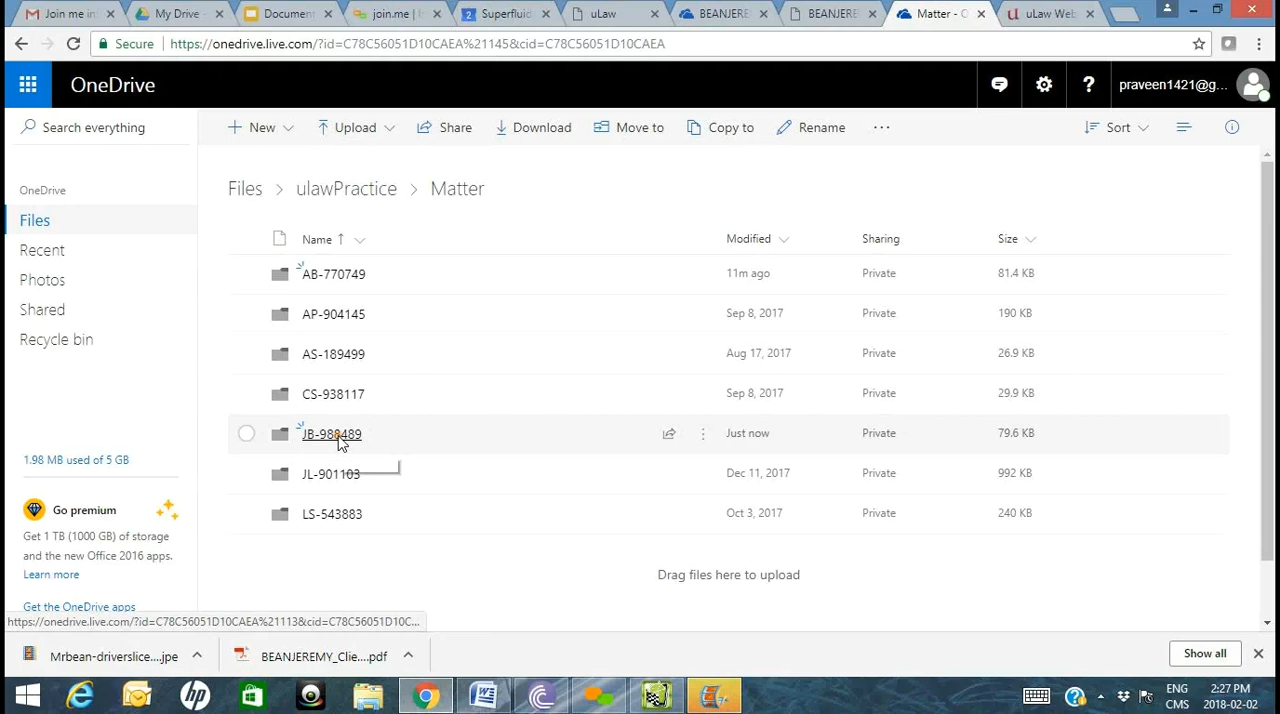 Join me in
My Drive -
Document
join.me | I
Superfluid
uLaw
BEANJERE
BEANJERE
Matter - O
uLaw Web
Secure
https://onedrive.live.com/?id=C78C56051D10CAEA%21145&cid=C78C56051D10CAEA
OneDrive
?
praveen1421@g...
Search everything
New
Upload
Share
Download
Move to
Copy to
Rename
...
Sort
OneDrive
Files
Recent
Photos
Shared
Recycle bin
1.98 MB used of 5 GB
Go premium
Get 1 TB (1000 GB) of storage
and the new Office 2016 apps.
Learn more
Get the OneDrive apps
Files > ulawPractice > Matter
Name Modified Sharing Size
AB-770749 11m ago Private 81.4 KB
AP-904145 Sep 8, 2017 Private 190 KB
AS-189499 Aug 17, 2017 Private 26.9 KB
CS-938117 Sep 8, 2017 Private 29.9 KB
Just now Private 79.6 KB
JL-901103 Dec 11, 2017 Private 992 KB
LS-543883 Oct 3, 2017 Private 240 KB
Drag files here to upload
https://onedrive.live.com/?id=C78C56051D10CAEA%21113&cid=C78C56051D10C...
Mrbean-driverslice....jpe
BEANJEREMY_Clie....pdf
Show all
ENG
CMS
2:27 PM
2018-02-02